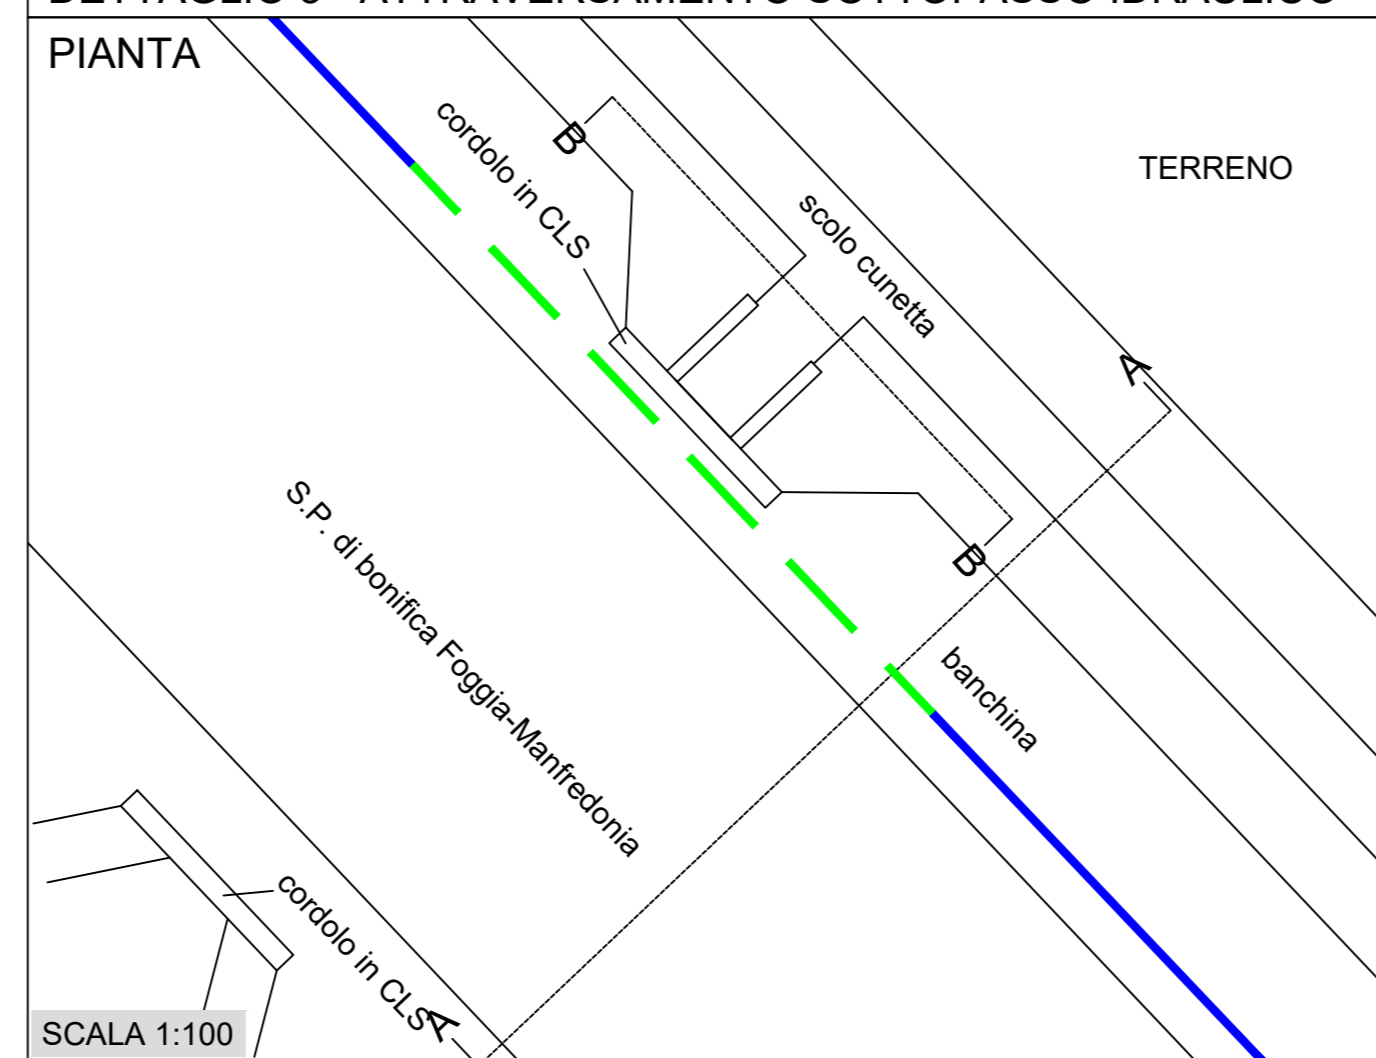 PIANTA
cordolo in CLS
B
scolo cunetta
TERRENO
A
S.P. di bonifica Foggia-Manfredonia
B
banchina
cordolo in CLS
A
SCALA 1:100